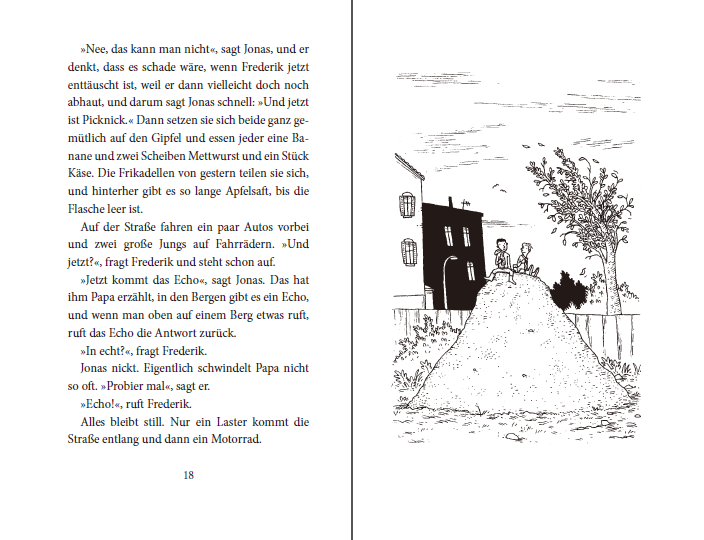 »Nee, das kann man nicht«, sagt Jonas, und er
denkt, dass es schade wäre, wenn Frederik jetzt
enttäuscht ist, weil er dann vielleicht doch noch
abhaut, und darum sagt Jonas schnell: »Und jetzt
ist Picknick.« Dann setzen sie sich beide ganz ge-
mütlich auf den Gipfel und essen jeder eine Ba-
nane und zwei Scheiben Mettwurst und ein Stück
Käse. Die Frikadellen von gestern teilen sie sich,
und hinterher gibt es so lange Apfelsaft, bis die
Flasche leer ist.
Auf der Straße fahren ein paar Autos vorbei
und zwei große Jungs auf Fahrrädern. »Und
jetzt?«, fragt Frederik und steht schon auf.
»Jetzt kommt das Echo«, sagt Jonas. Das hat
ihm Papa erzählt, in den Bergen gibt es ein Echo,
und wenn man oben auf einem Berg etwas ruft,
ruft das Echo die Antwort zurück.
»In echt?«, fragt Frederik.
Jonas nickt. Eigentlich schwindelt Papa nicht
so oft. »Probier mal«, sagt er.
»Echo!«, ruft Frederik.
Alles bleibt still. Nur ein Laster kommt die
Straße entlang und dann ein Motorrad.
18